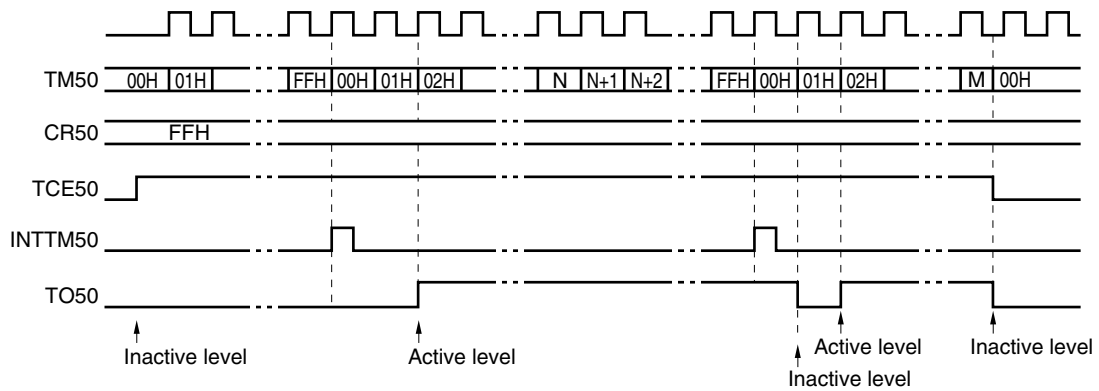 TM50 00H 01H FFH 00H 01H 02H N N+1 N+2 FFH 00H 01H 02H M 00H
CR50 FFH
TCE50
INTTM50
TO50
Inactive level Active level Active level Inactive level
Inactive level